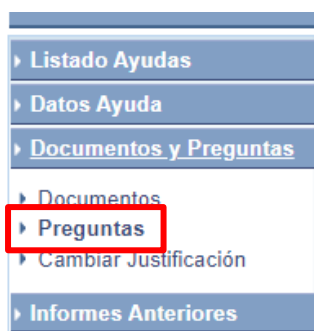 Listado Ayudas
Datos Ayuda
Documentos y Preguntas
Documentos
Preguntas
Cambiar Justificación
Informes Anteriores